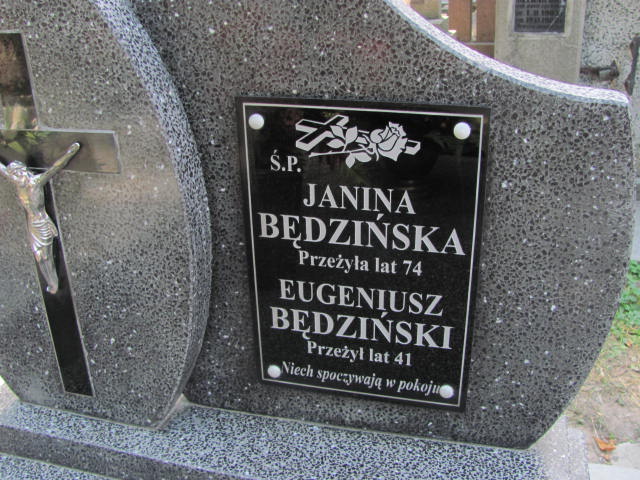 Ś.P.
JANINA
BĘDZIŃSKA
Przeżyła lat 74
EUGENIUSZ
BĘDZIŃSKI
Przeżył lat 41
Niech spoczywają w pokoju